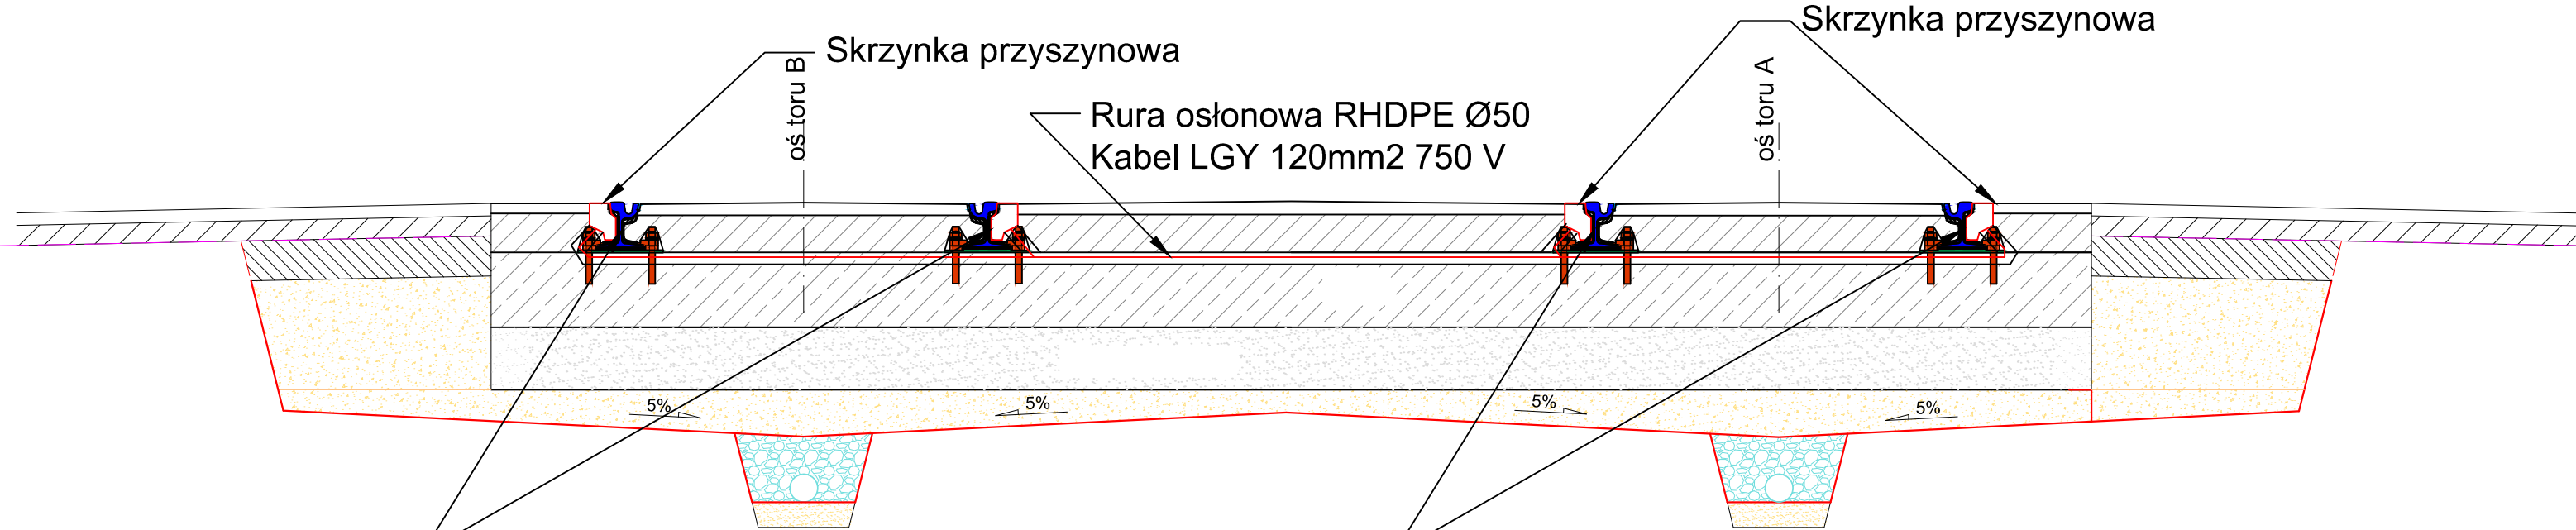 Skrzynka przyszynowa
Skrzynka przyszynowa
oś toru B
oś toru A
Rura osłonowa RHDPE Ø50
Kabel LGY 120mm2 750 V
5%
5%
5%
5%